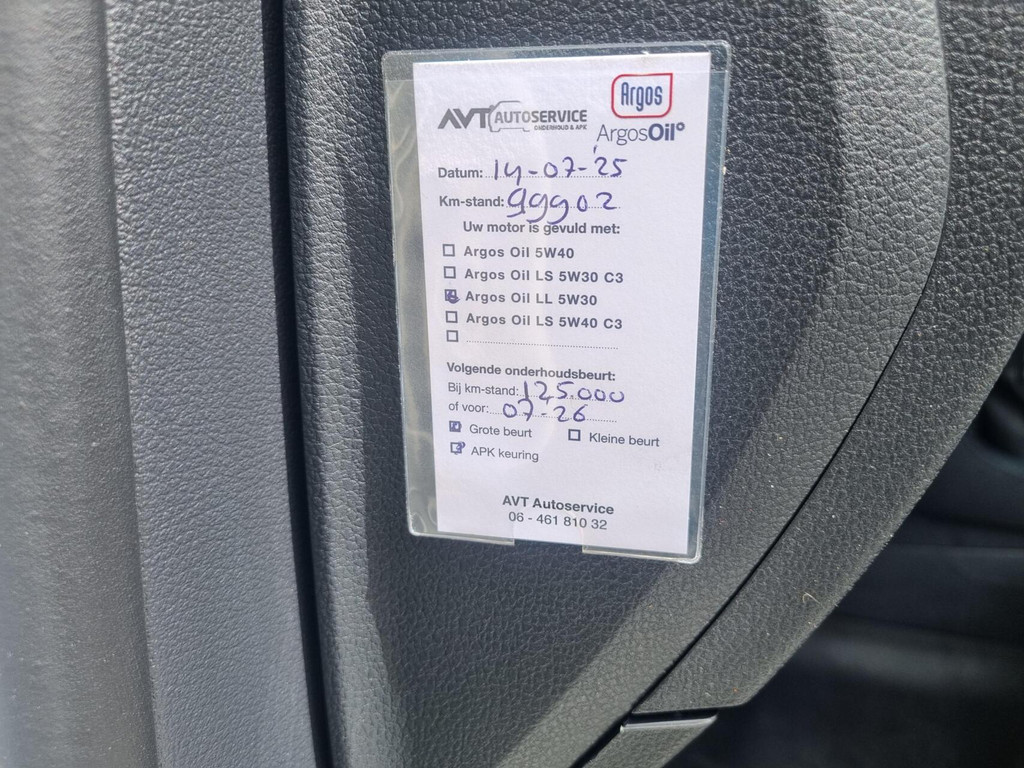 AVT AUTOSERVICE
ONDERHOUD & APK
Argos
ArgosOil°
Datum: 14-07-25
Km-stand: 99902
Uw motor is gevuld met:
Argos Oil 5W40
Argos Oil LS 5W30 C3
Argos Oil LL 5W30
Argos Oil LS 5W40 C3
Volgende onderhoudsbeurt:
Bij km-stand: 125.000
of voor: 07-26
Grote beurt Kleine beurt
APK keuring
AVT Autoservice
06 - 461 810 32